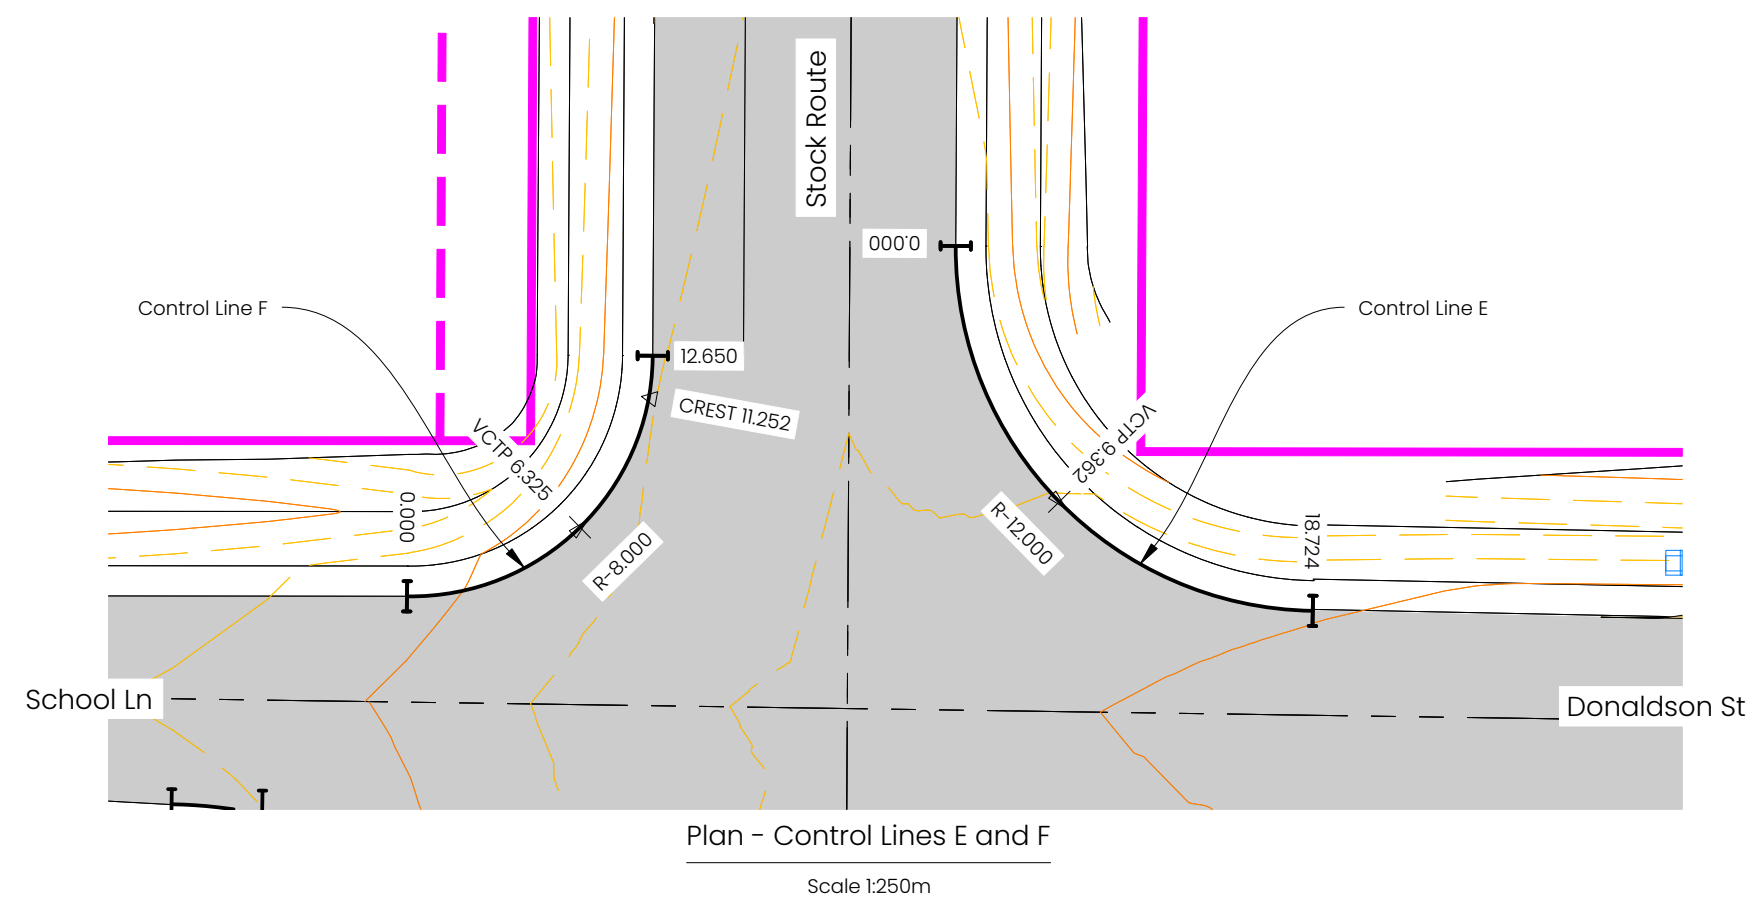 Stock Route
0.000
Control Line F
Control Line E
12.650
CREST 11.252
VCTP 6.325
VCTP 9.362
0.000
R-8.000
R-12.000
18.724
School Ln
Donaldson St
Plan - Control Lines E and F
Scale 1:250m